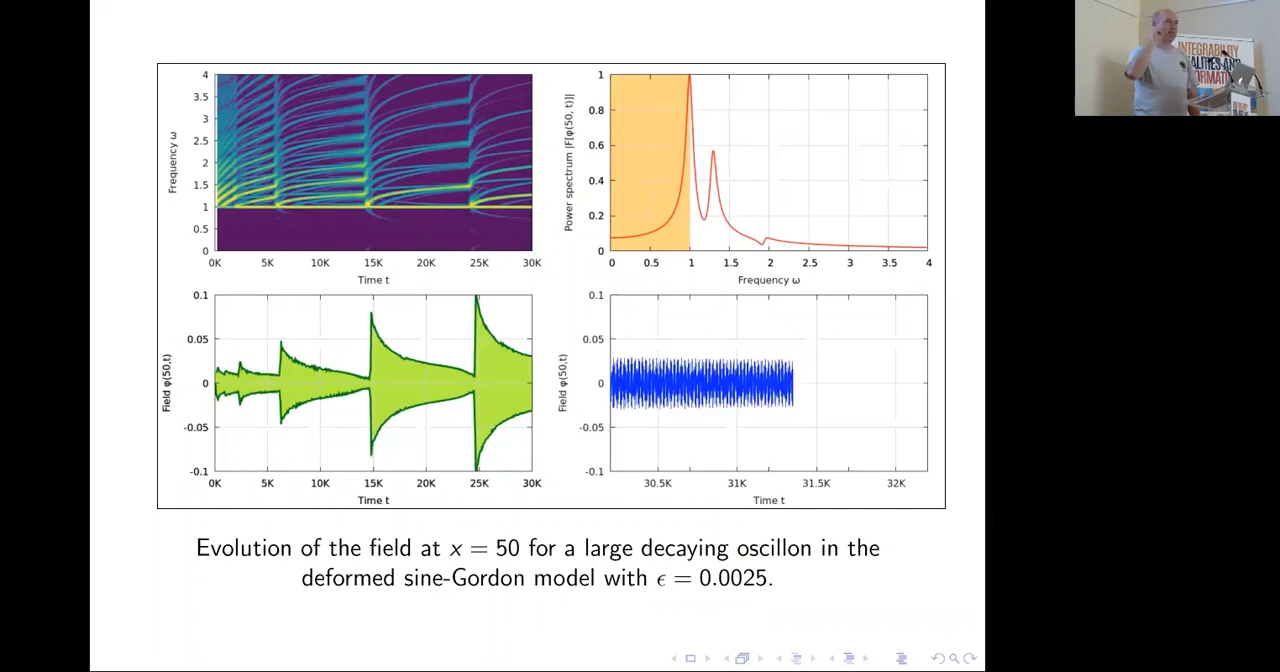 4
3.5
3
2.5
2
1.5
1
0.5
0
Frequency ω
0K 5K 10K 15K 20K 25K 30K
Time t
1
0.8
0.6
0.4
0.2
0
Power spectrum |F[φ(50, t)]|
0 0.5 1 1.5 2 2.5 3 3.5 4
Frequency ω
0.1
0.05
0
-0.05
-0.1
Field φ(50,t)
0K 5K 10K 15K 20K 25K 30K
Time t
0.1
0.05
0
-0.05
-0.1
Field φ(50,t)
30.5K 31K 31.5K 32K
Time t
Evolution of the field at x = 50 for a large decaying oscillon in the
deformed sine-Gordon model with ϵ = 0.0025.
INTEGRABILITY